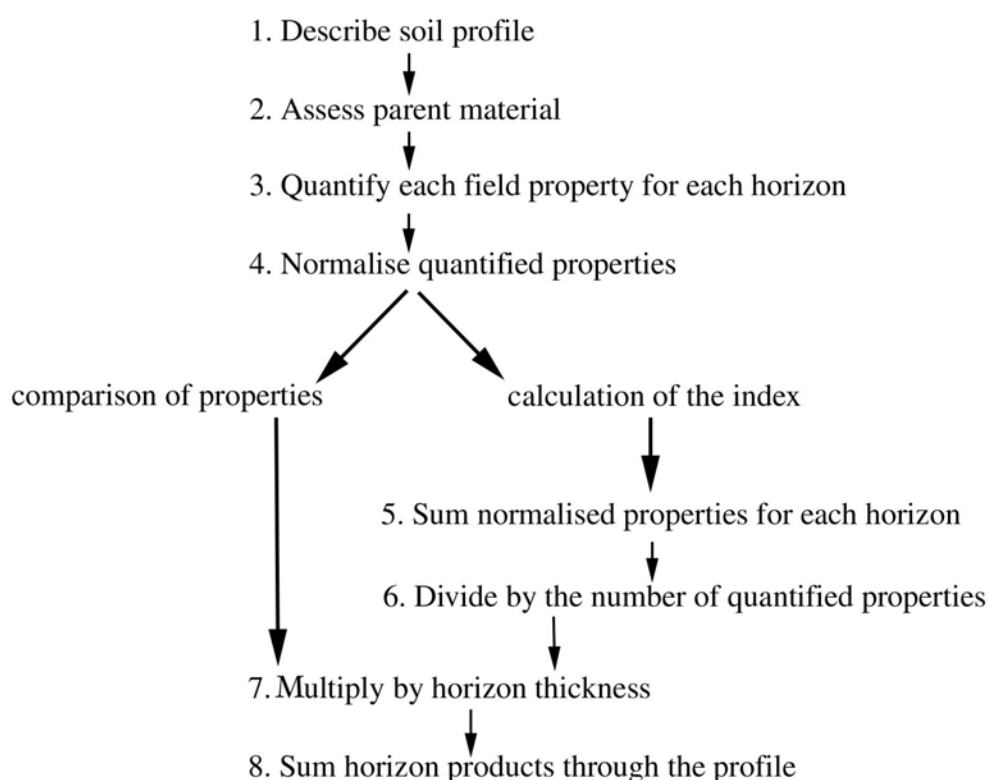 1. Describe soil profile
2. Assess parent material
3. Quantify each field property for each horizon
4. Normalise quantified properties
comparison of properties
calculation of the index
5. Sum normalised properties for each horizon
6. Divide by the number of quantified properties
7. Multiply by horizon thickness
8. Sum horizon products through the profile